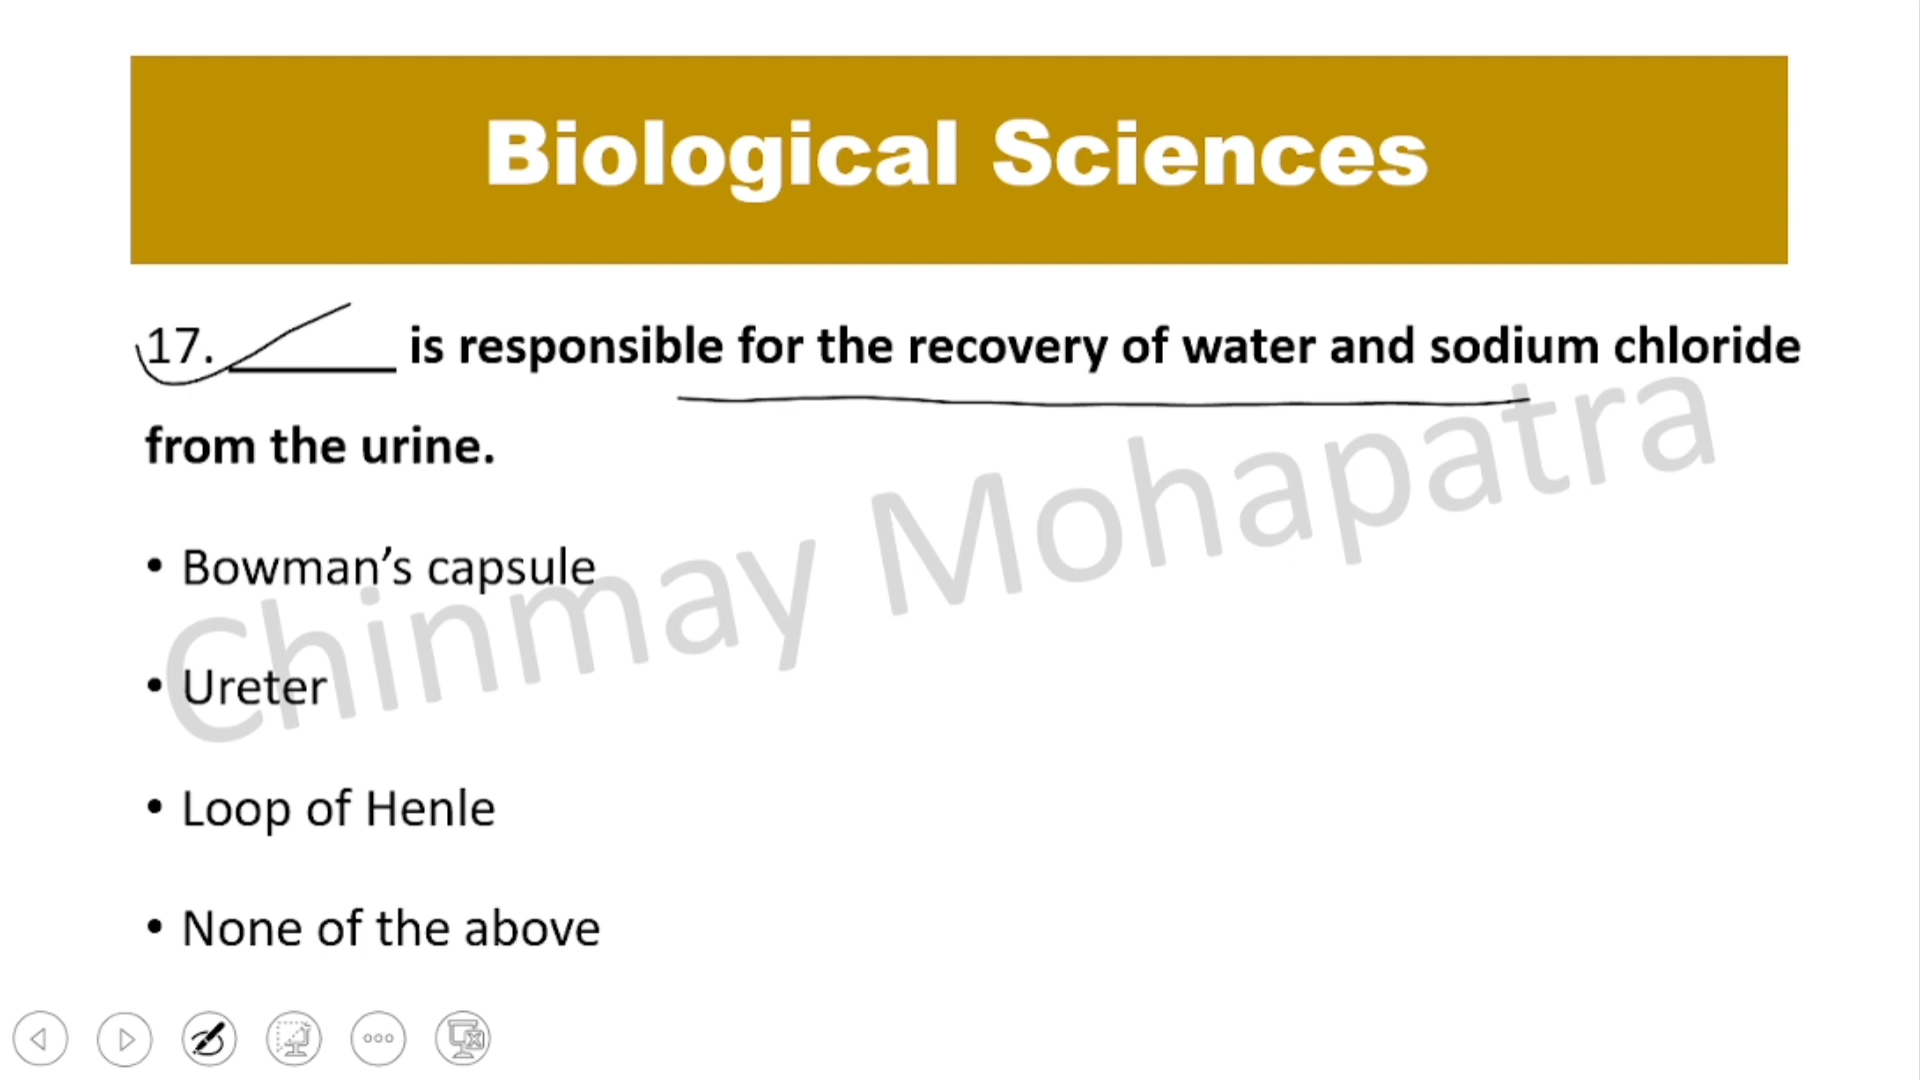 Biological Sciences
17. ________ is responsible for the recovery of water and sodium chloride
from the urine.
• Bowman’s capsule
• Ureter
• Loop of Henle
• None of the above
Chinmay Mohapatra